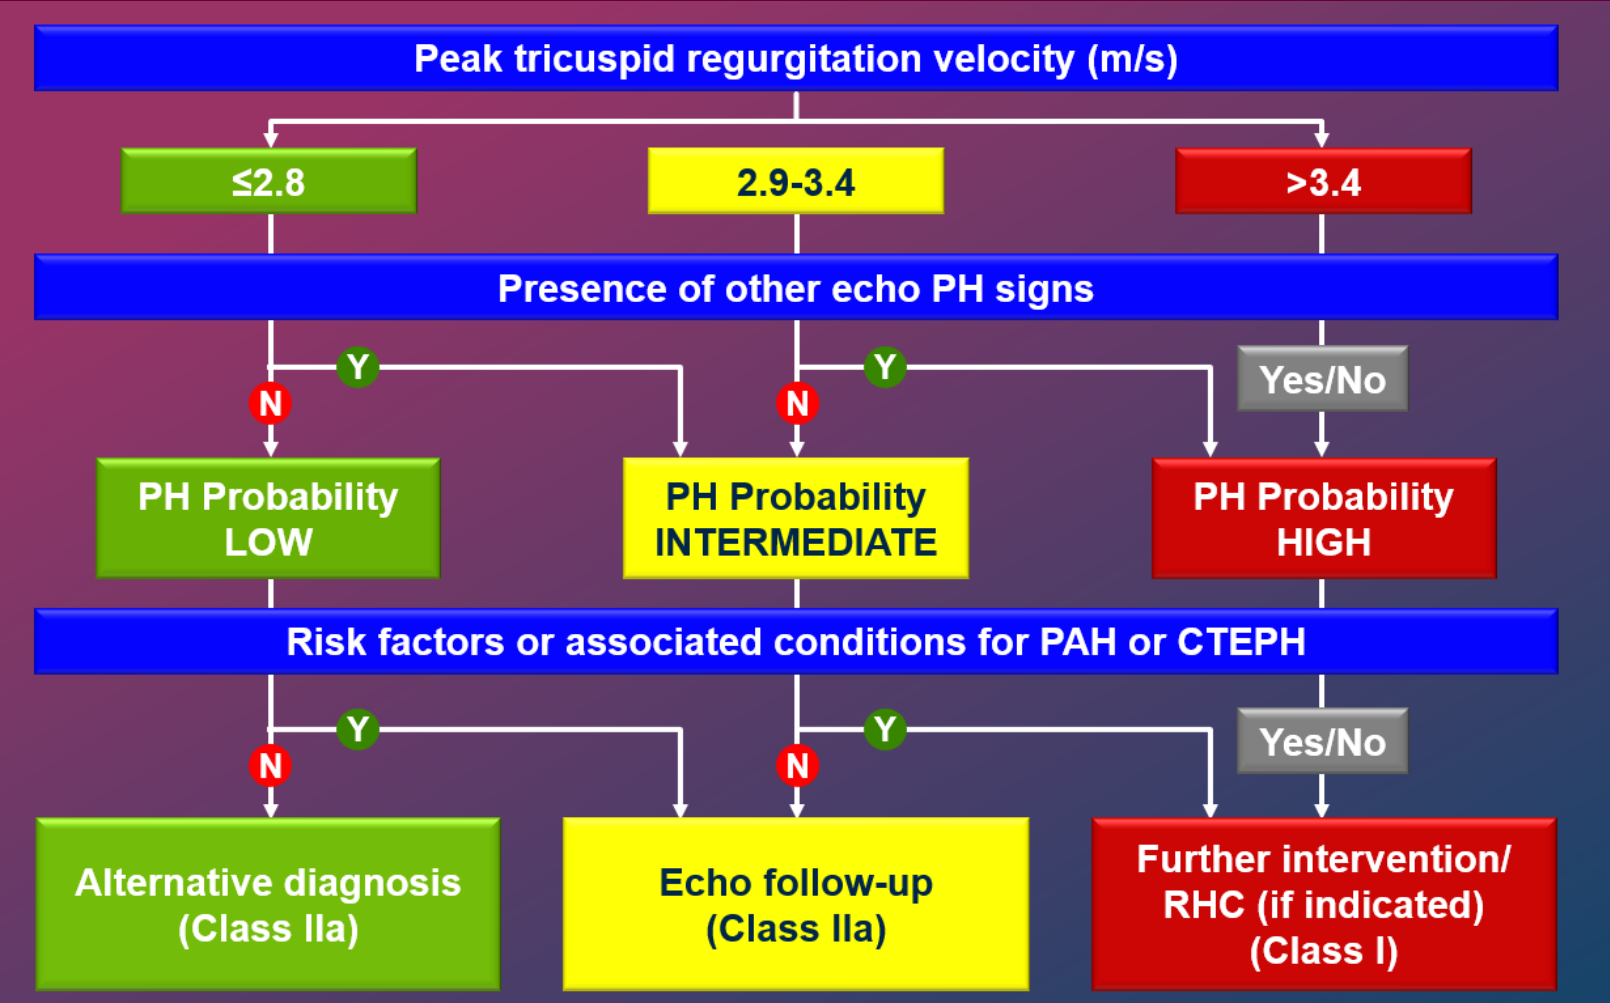 Peak tricuspid regurgitation velocity (m/s)
≤2.8
2.9-3.4
>3.4
Presence of other echo PH signs
Y
Y
Yes/No
N
N
PH Probability
LOW
PH Probability
INTERMEDIATE
PH Probability
HIGH
Risk factors or associated conditions for PAH or CTEPH
Y
Y
Yes/No
N
N
Alternative diagnosis
(Class IIa)
Echo follow-up
(Class IIa)
Further intervention/
RHC (if indicated)
(Class I)